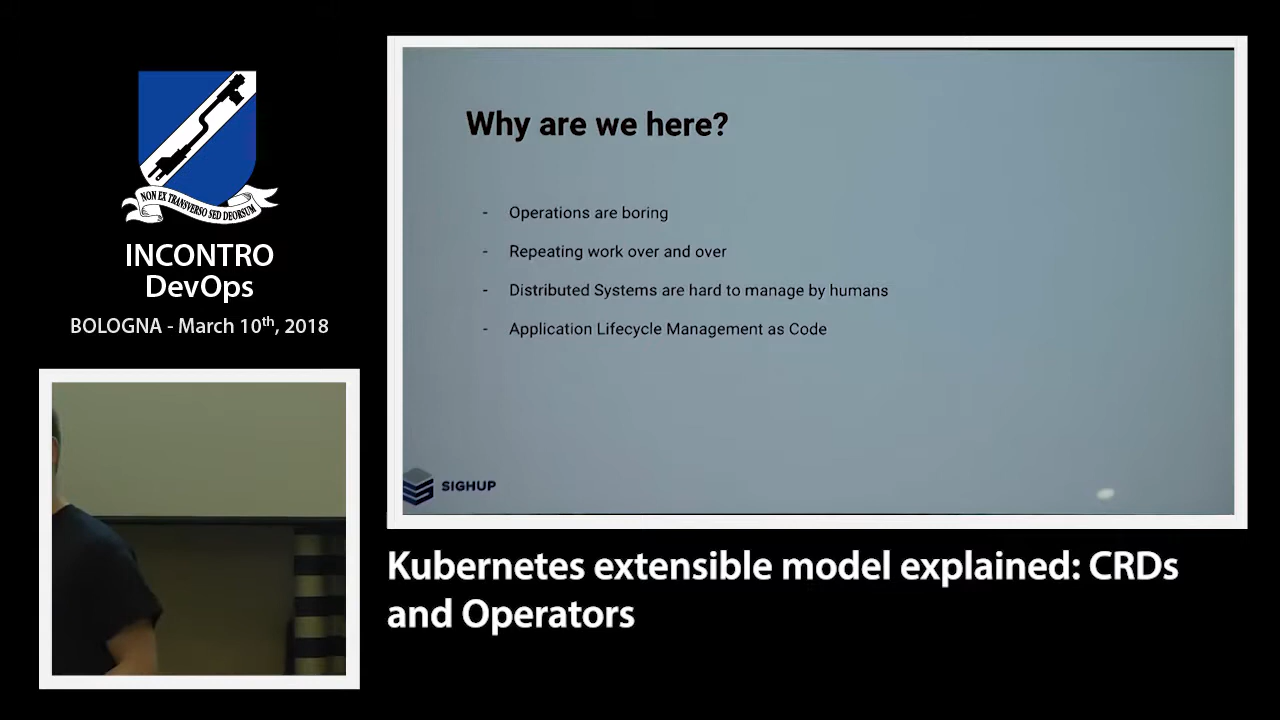 NON EX TRANSVERSO SED DEORSUM
INCONTRO
DevOps
BOLOGNA - March 10th, 2018
Why are we here?
- Operations are boring
- Repeating work over and over
- Distributed Systems are hard to manage by humans
- Application Lifecycle Management as Code
SIGHUP
Kubernetes extensible model explained: CRDs
and Operators